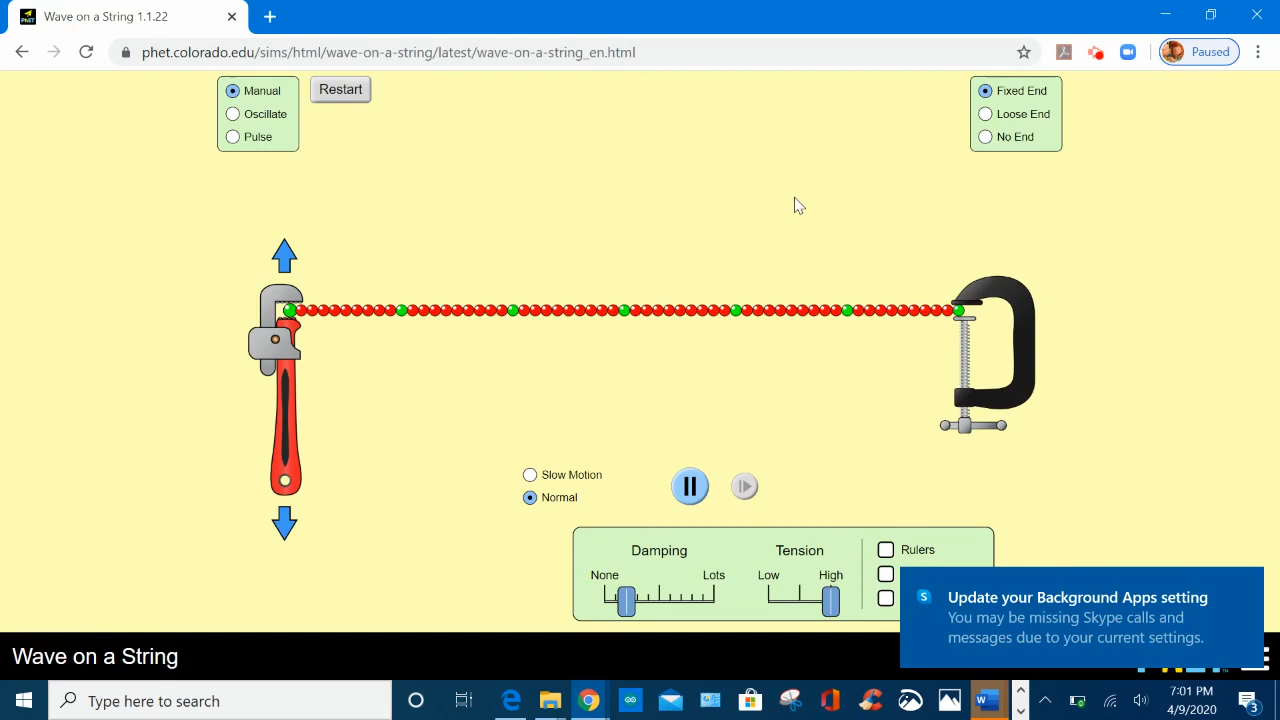 Wave on a String 1.1.22
phet.colorado.edu/sims/html/wave-on-a-string/latest/wave-on-a-string_en.html
Paused
Manual
Oscillate
Pulse
Restart
Fixed End
Loose End
No End
Slow Motion
Normal
Damping
None
Lots
Tension
Low
High
Rulers
Update your Background Apps setting
You may be missing Skype calls and
messages due to your current settings.
Wave on a String
Type here to search
7:01 PM
4/9/2020
3